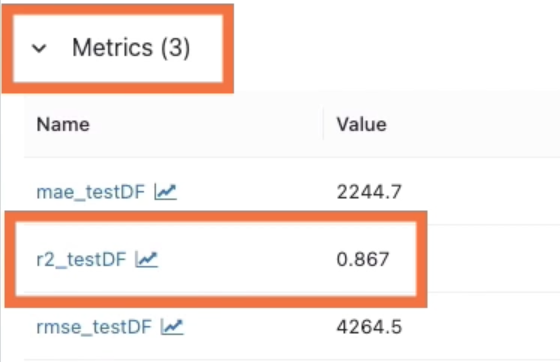 Metrics (3)
Name Value
mae_testDF 2244.7
r2_testDF 0.867
rmse_testDF 4264.5